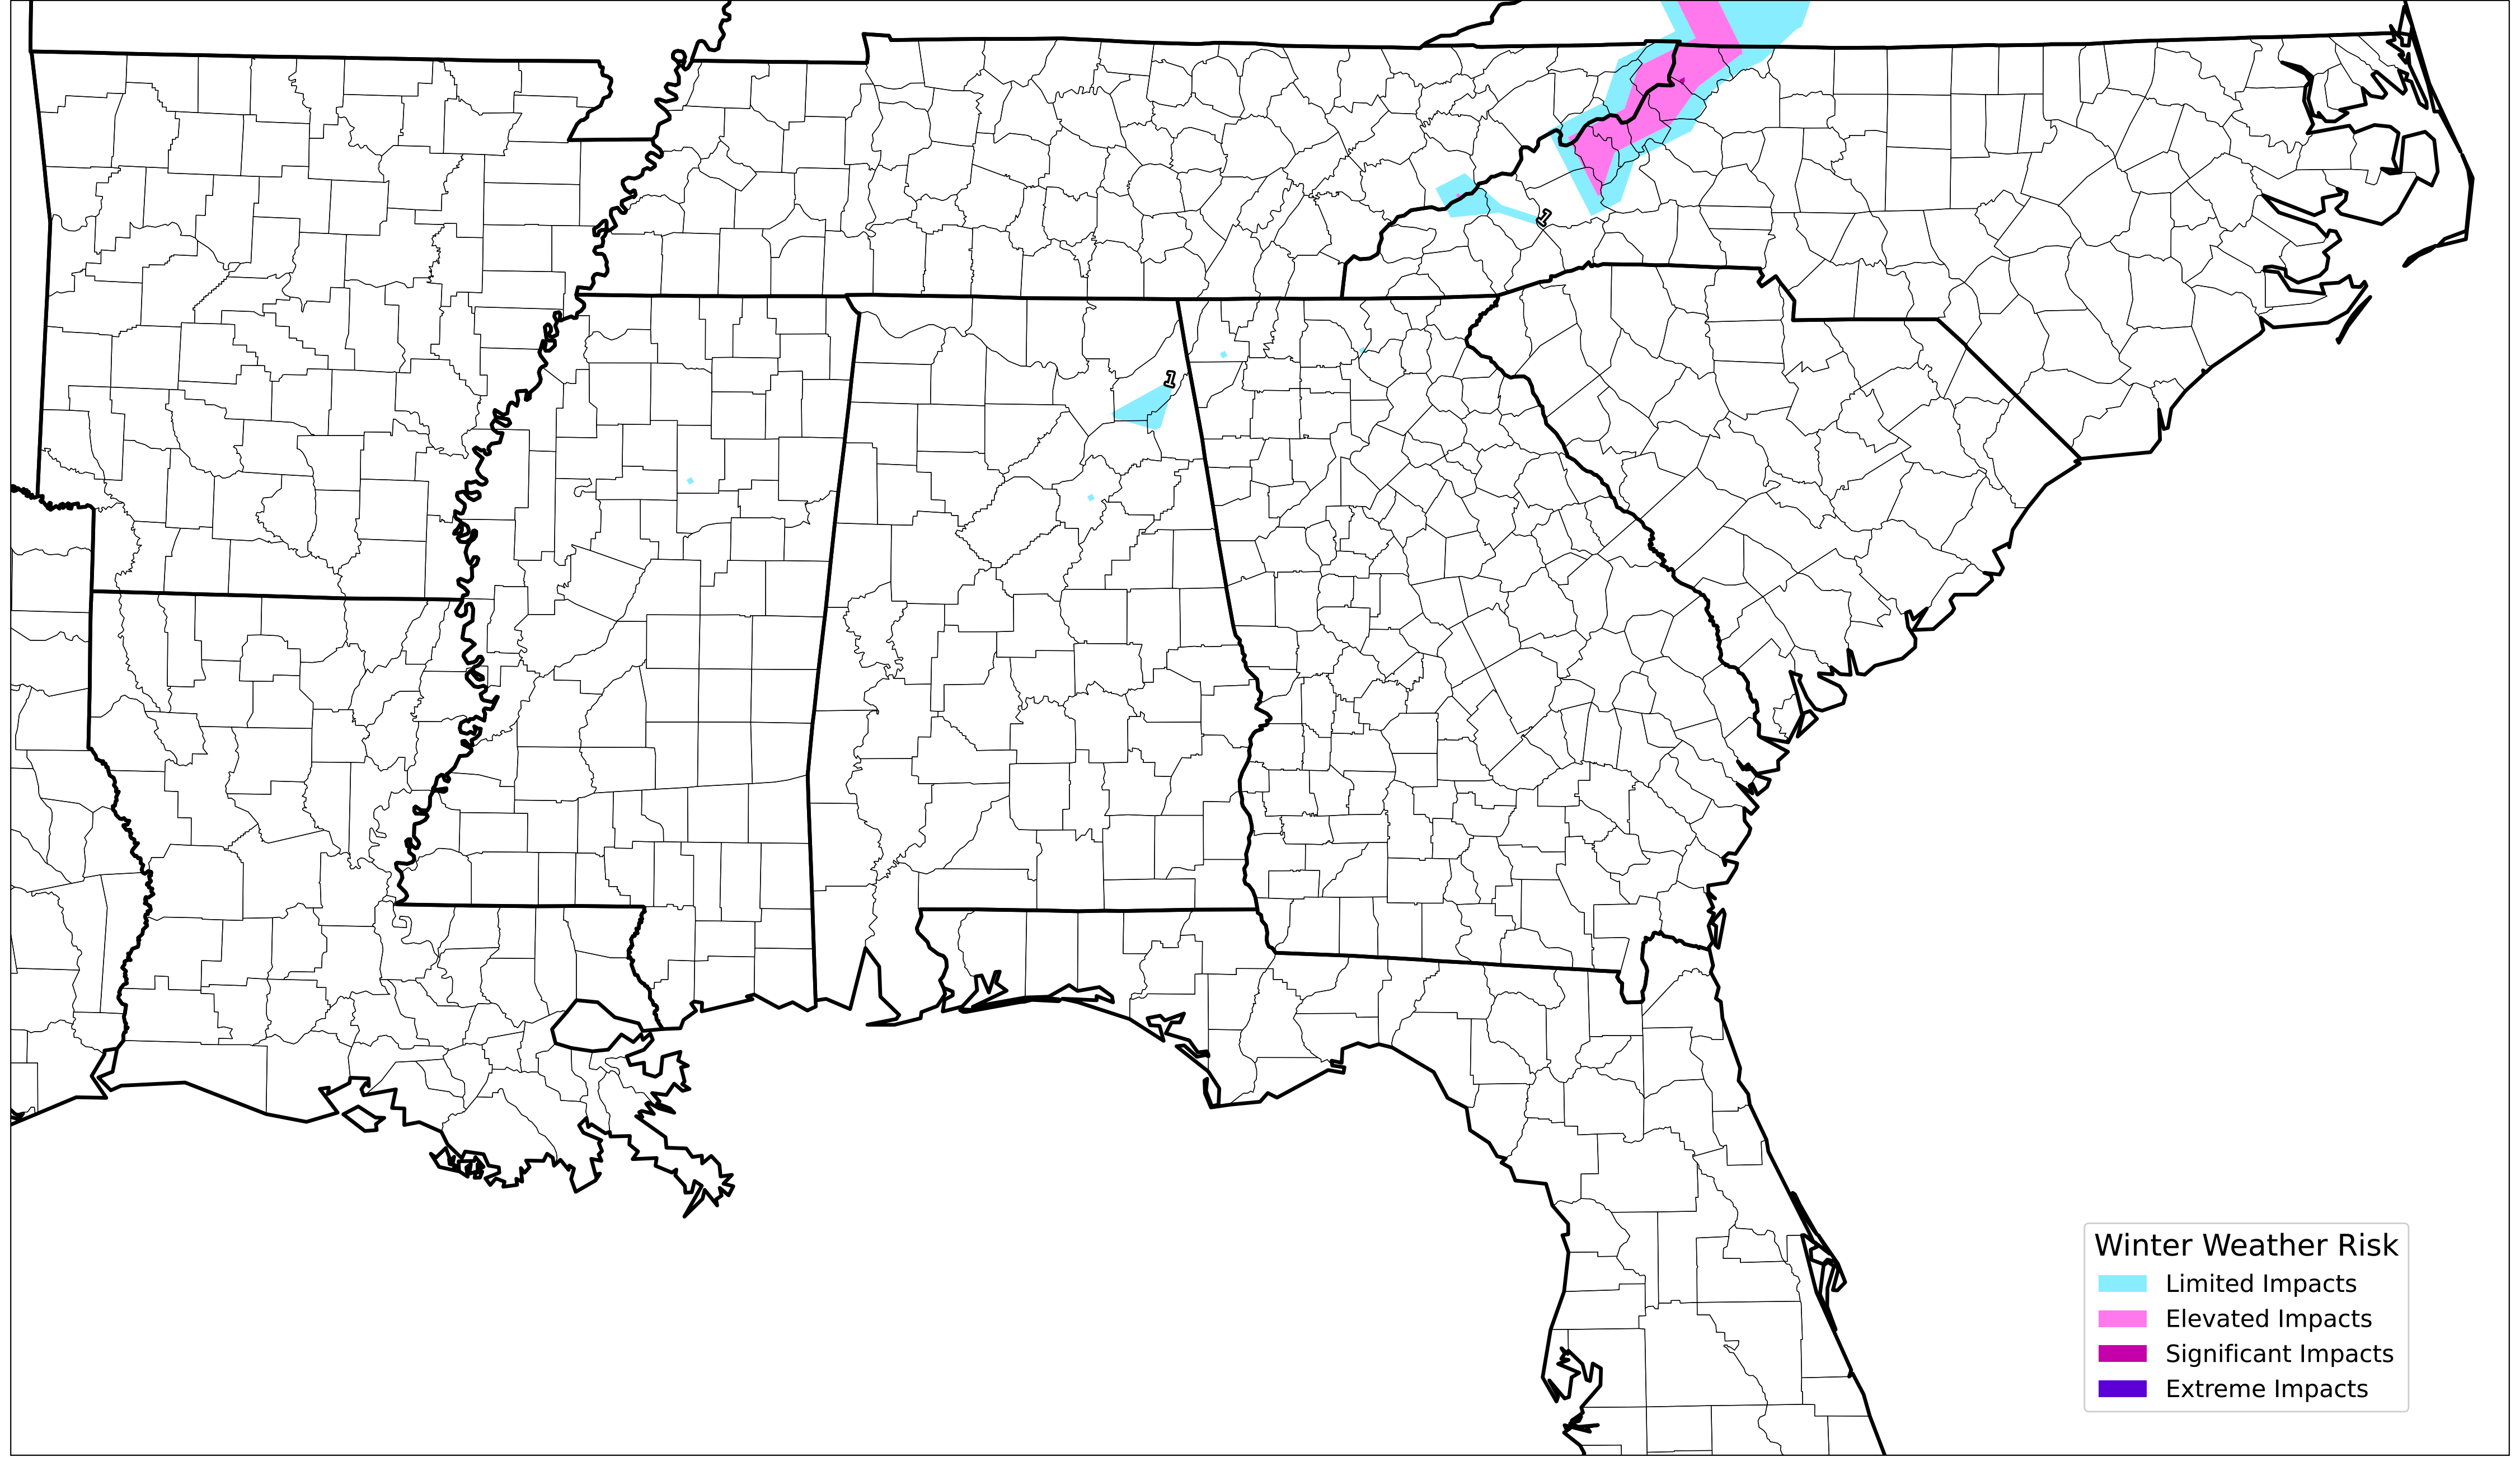 1
1
Winter Weather Risk
Limited Impacts
Elevated Impacts
Significant Impacts
Extreme Impacts